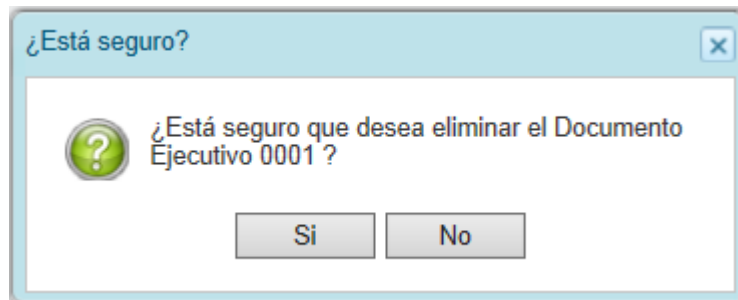 ¿Está seguro?
¿Está seguro que desea eliminar el Documento
Ejecutivo 0001 ?
Si
No